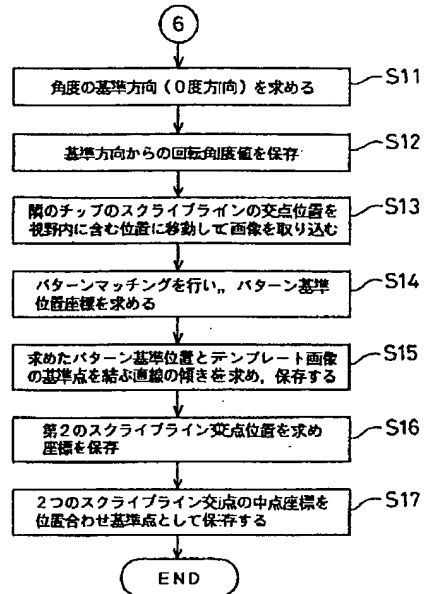 6
角度の基準方向（0度方向）を求める
S11
基準方向からの回転角度値を保存
S12
隣のチップのスクライブラインの交点位置を
視野内に含む位置に移動して画像を取り込む
S13
パターンマッチングを行い、パターン基準
位置座標を求める
S14
求めたパターン基準位置とテンプレート画像
の基準点を結ぶ直線の傾きを求め，保存する
S15
第2のスクライブライン交点位置を求め
座標を保存
S16
2つのスクライブライン交点の中点座標を
位置合わせ基準点として保存する
S17
END